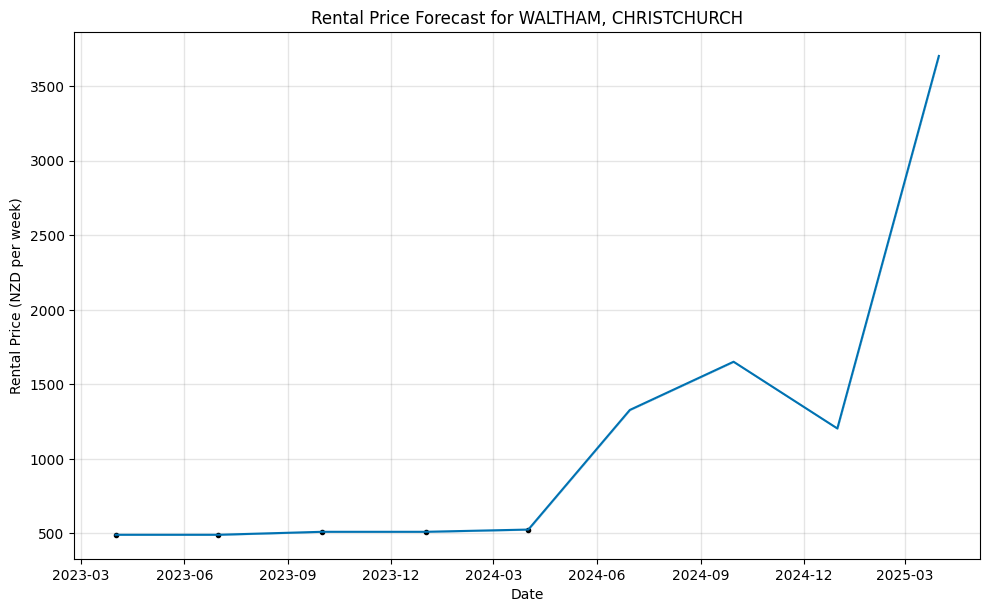 Rental Price Forecast for WALTHAM, CHRISTCHURCH
Rental Price (NZD per week)
3500
3000
2500
2000
1500
1000
500
2023-03 2023-06 2023-09 2023-12 2024-03 2024-06 2024-09 2024-12 2025-03
Date